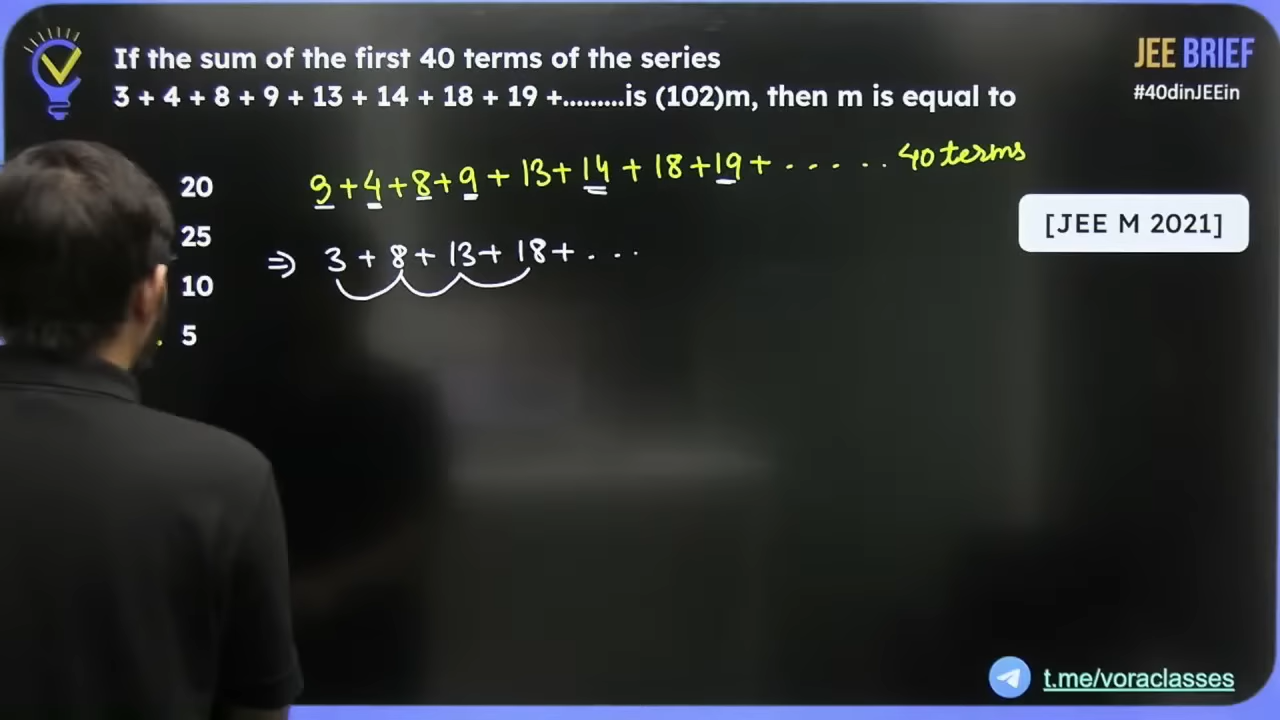 If the sum of the first 40 terms of the series
3 + 4 + 8 + 9 + 13 + 14 + 18 + 19 +.........is (102)m, then m is equal to
JEE BRIEF
#40dinJEEin
20
25
10
5
9+4+8+9+13+14+18+19+ ..... 40 terms
[JEE M 2021]
⇒ 3+8+13+18+...
t.me/voraclasses